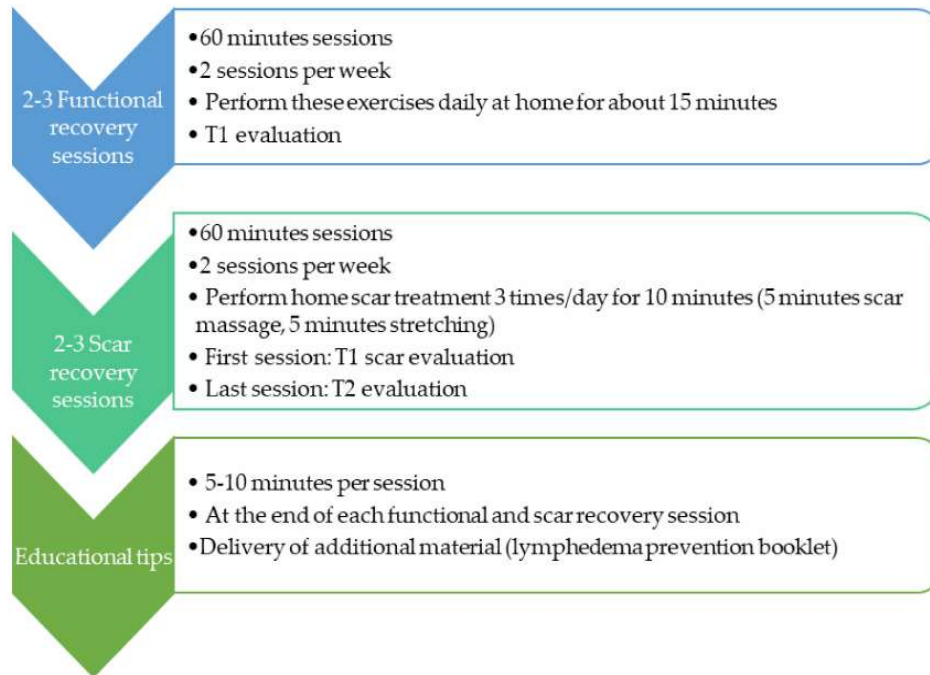 2-3 Functional
recovery
sessions
•60 minutes sessions
•2 sessions per week
• Perform these exercises daily at home for about 15 minutes
• T1 evaluation
2-3 Scar
recovery
sessions
•60 minutes sessions
•2 sessions per week
• Perform home scar treatment 3 times/day for 10 minutes (5 minutes scar
massage, 5 minutes stretching)
• First session: T1 scar evaluation
• Last session: T2 evaluation
Educational tips
• 5-10 minutes per session
• At the end of each functional and scar recovery session
•Delivery of additional material (lymphedema prevention booklet)